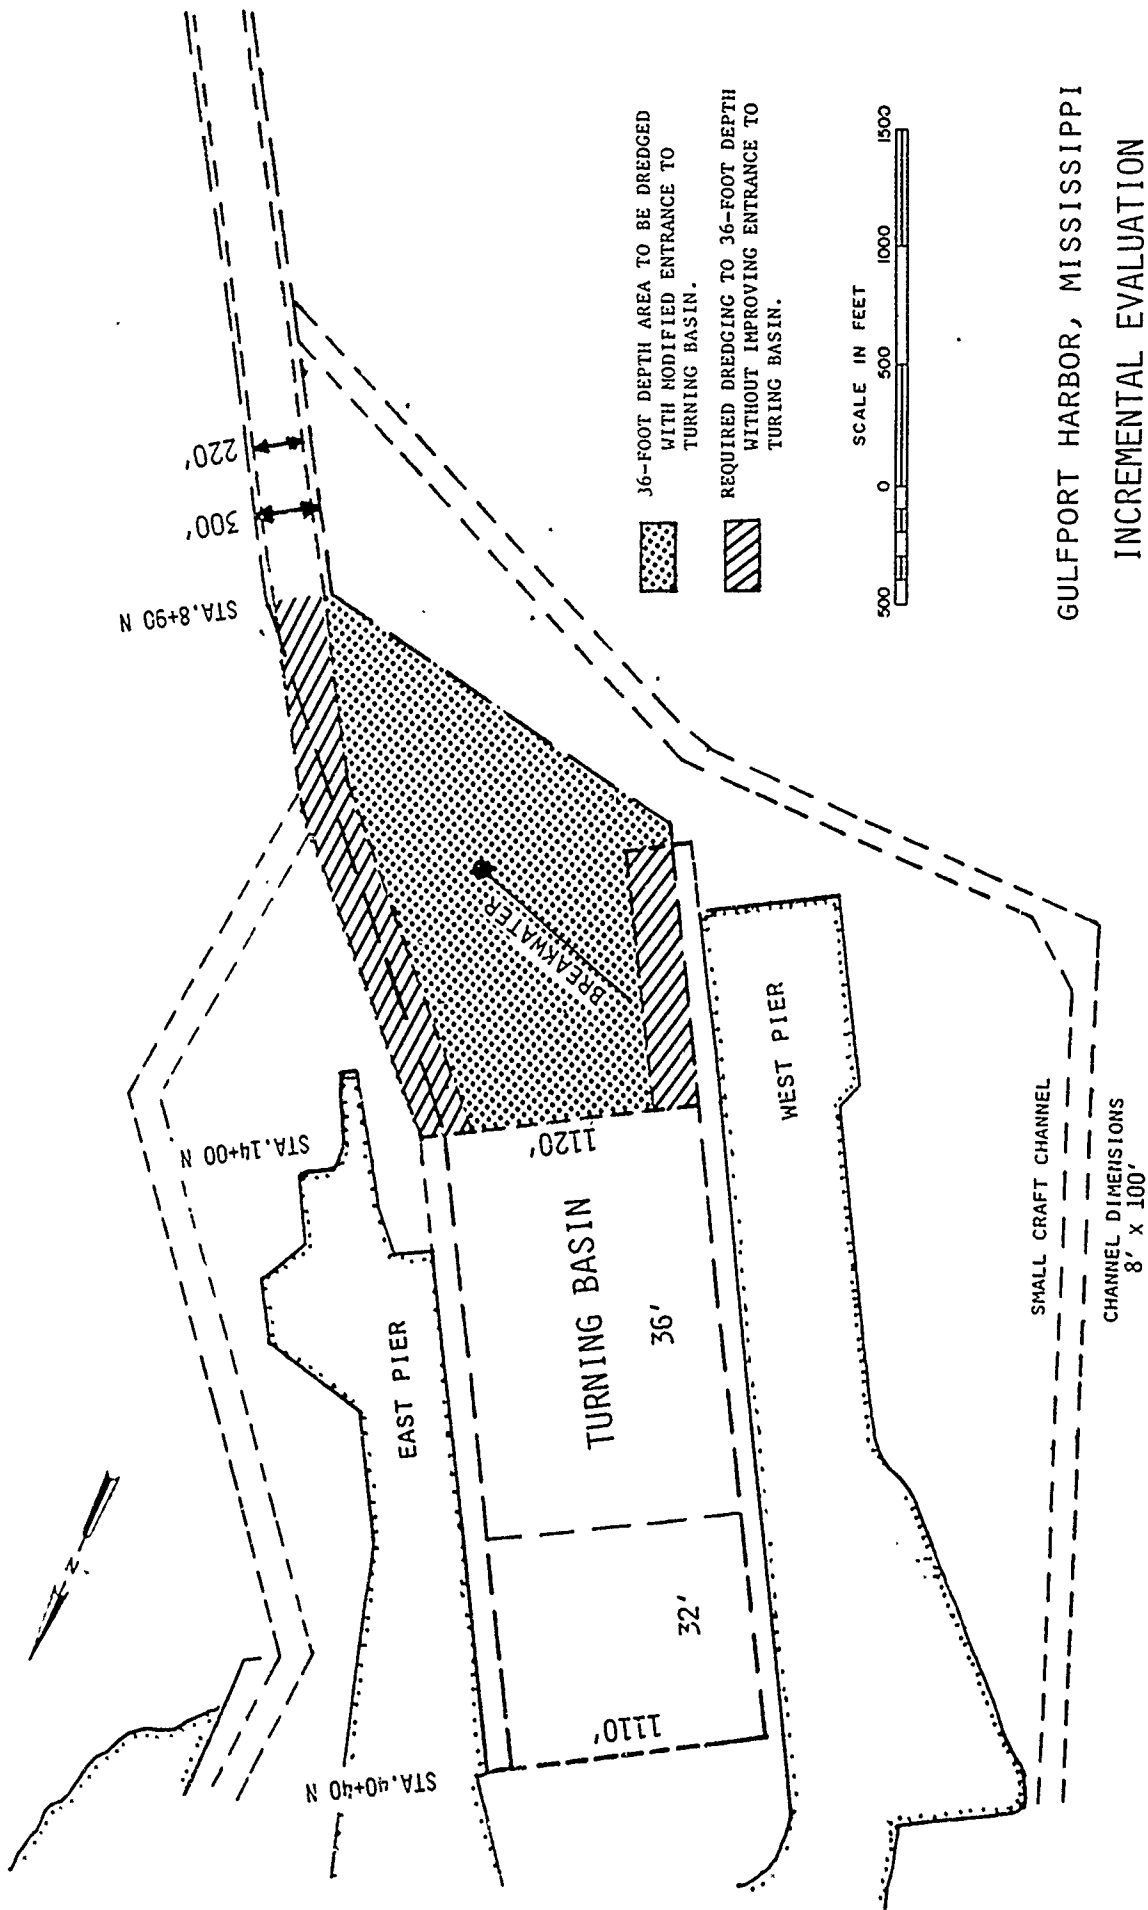 220'
300'
STA.8+90 N
STA.14+00 N
STA.40+40 N
N
EAST PIER
TURNING BASIN
36'
32'
1120'
1110'
BREAKWATER
WEST PIER
SMALL CRAFT CHANNEL
CHANNEL DIMENSIONS
8' x 100'
36-FOOT DEPTH AREA TO BE DREDGED
WITH MODIFIED ENTRANCE TO
TURNING BASIN.
REQUIRED DREDGING TO 36-FOOT DEPTH
WITHOUT IMPROVING ENTRANCE TO
TURING BASIN.
SCALE IN FEET
500 0 500 1000 1500
GULFPORT HARBOR, MISSISSIPPI
INCREMENTAL EVALUATION